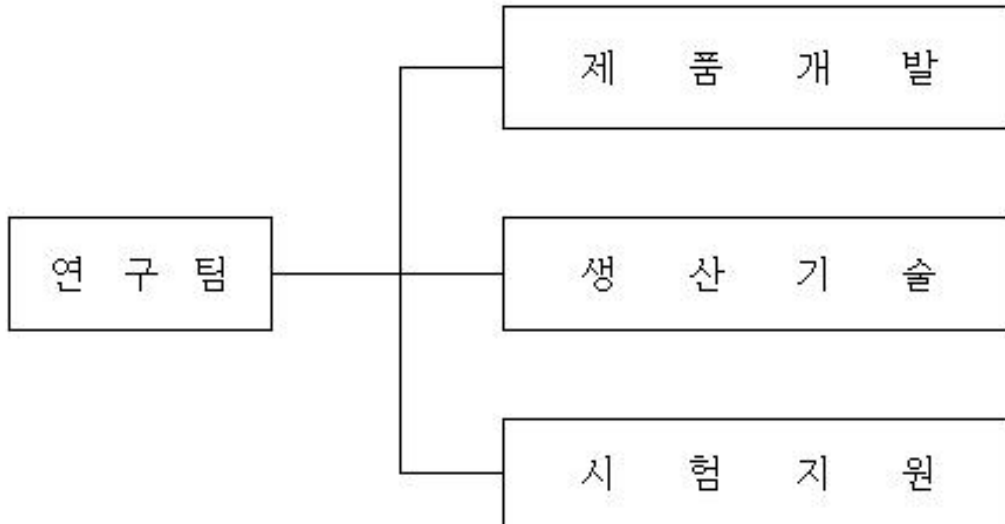 제 품 개 발
연 구 팀
생 산 기 술
시 험 지 원